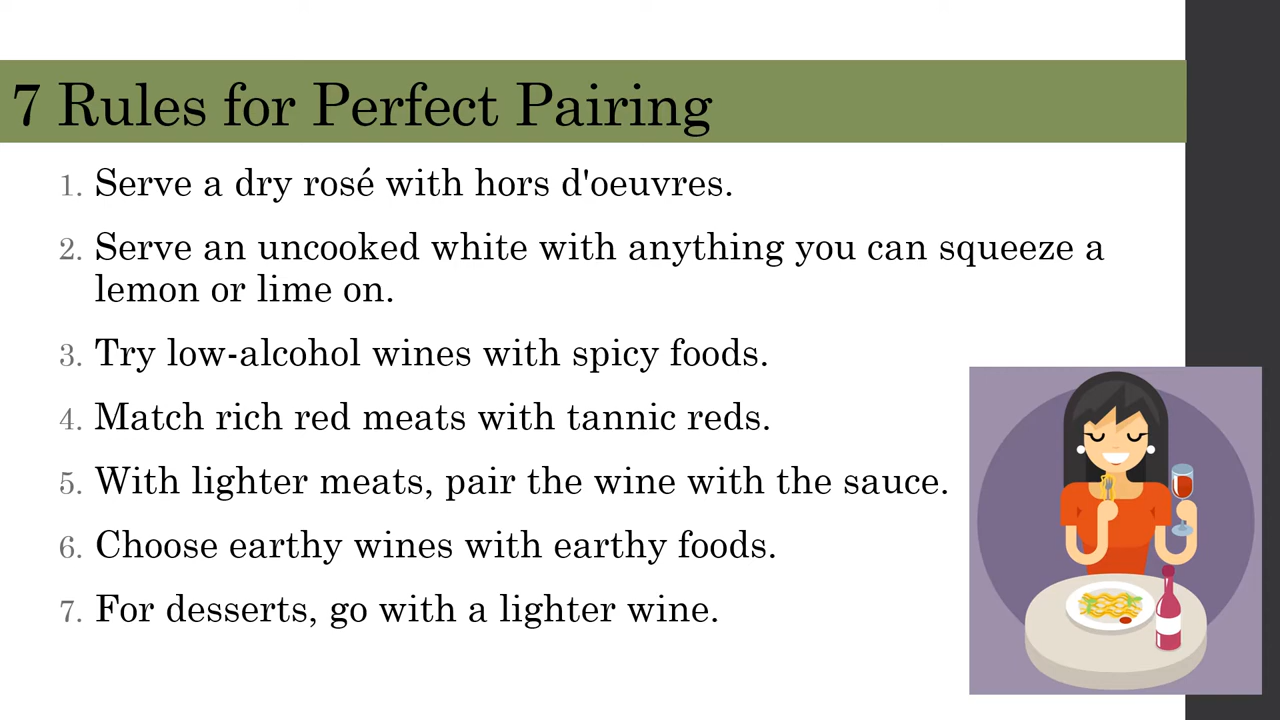 7 Rules for Perfect Pairing
1. Serve a dry rosé with hors d'oeuvres.
2. Serve an uncooked white with anything you can squeeze a
lemon or lime on.
3. Try low-alcohol wines with spicy foods.
4. Match rich red meats with tannic reds.
5. With lighter meats, pair the wine with the sauce.
6. Choose earthy wines with earthy foods.
7. For desserts, go with a lighter wine.